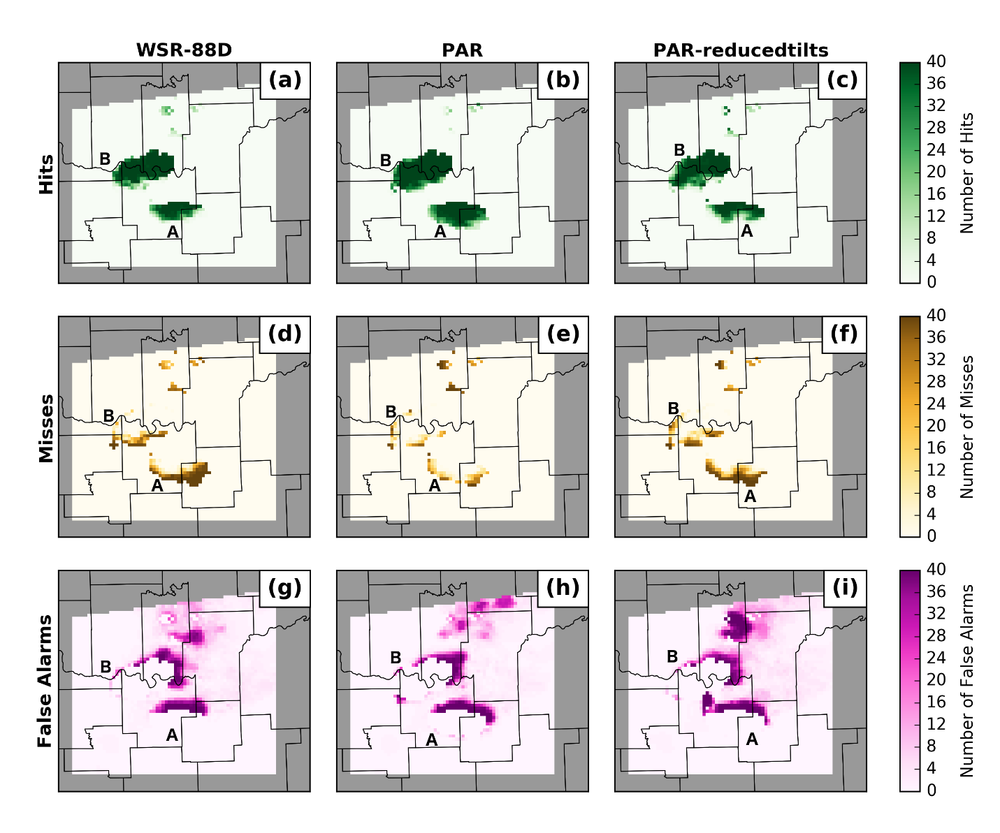 WSR-88D PAR PAR-reducedtilts
Hits
(a) (b) (c)
B B B
A A A
40
36
32
28
24
20
16
12
8
4
0
Number of Hits
Misses
(d) (e) (f)
B B B
A A A
40
36
32
28
24
20
16
12
8
4
0
Number of Misses
False Alarms
(g) (h) (i)
B B B
A A A
40
36
32
28
24
20
16
12
8
4
0
Number of False Alarms